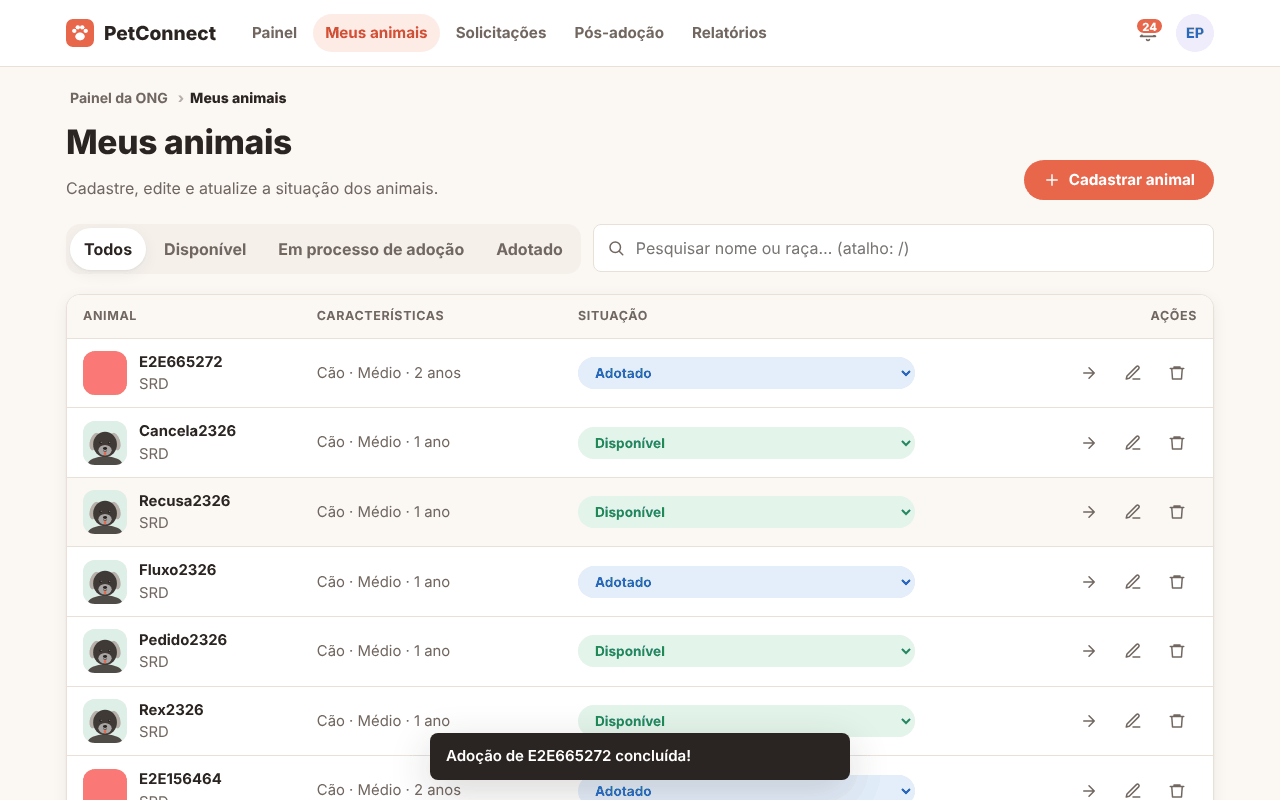 PetConnect
Painel
Meus animais
Solicitações
Pós-adoção
Relatórios
24
EP
Painel da ONG › Meus animais
Meus animais
Cadastre, edite e atualize a situação dos animais.
+ Cadastrar animal
Todos
Disponível
Em processo de adoção
Adotado
Pesquisar nome ou raça... (atalho: /)
ANIMAL
CARACTERÍSTICAS
SITUAÇÃO
AÇÕES
E2E665272
SRD
Cão · Médio · 2 anos
Adotado
Cancela2326
SRD
Cão · Médio · 1 ano
Disponível
Recusa2326
SRD
Cão · Médio · 1 ano
Disponível
Fluxo2326
SRD
Cão · Médio · 1 ano
Adotado
Pedido2326
SRD
Cão · Médio · 1 ano
Disponível
Rex2326
SRD
Cão · Médio · 1 ano
Disponível
E2E156464
SRD
Cão · Médio · 2 anos
Adotado
Adoção de E2E665272 concluída!